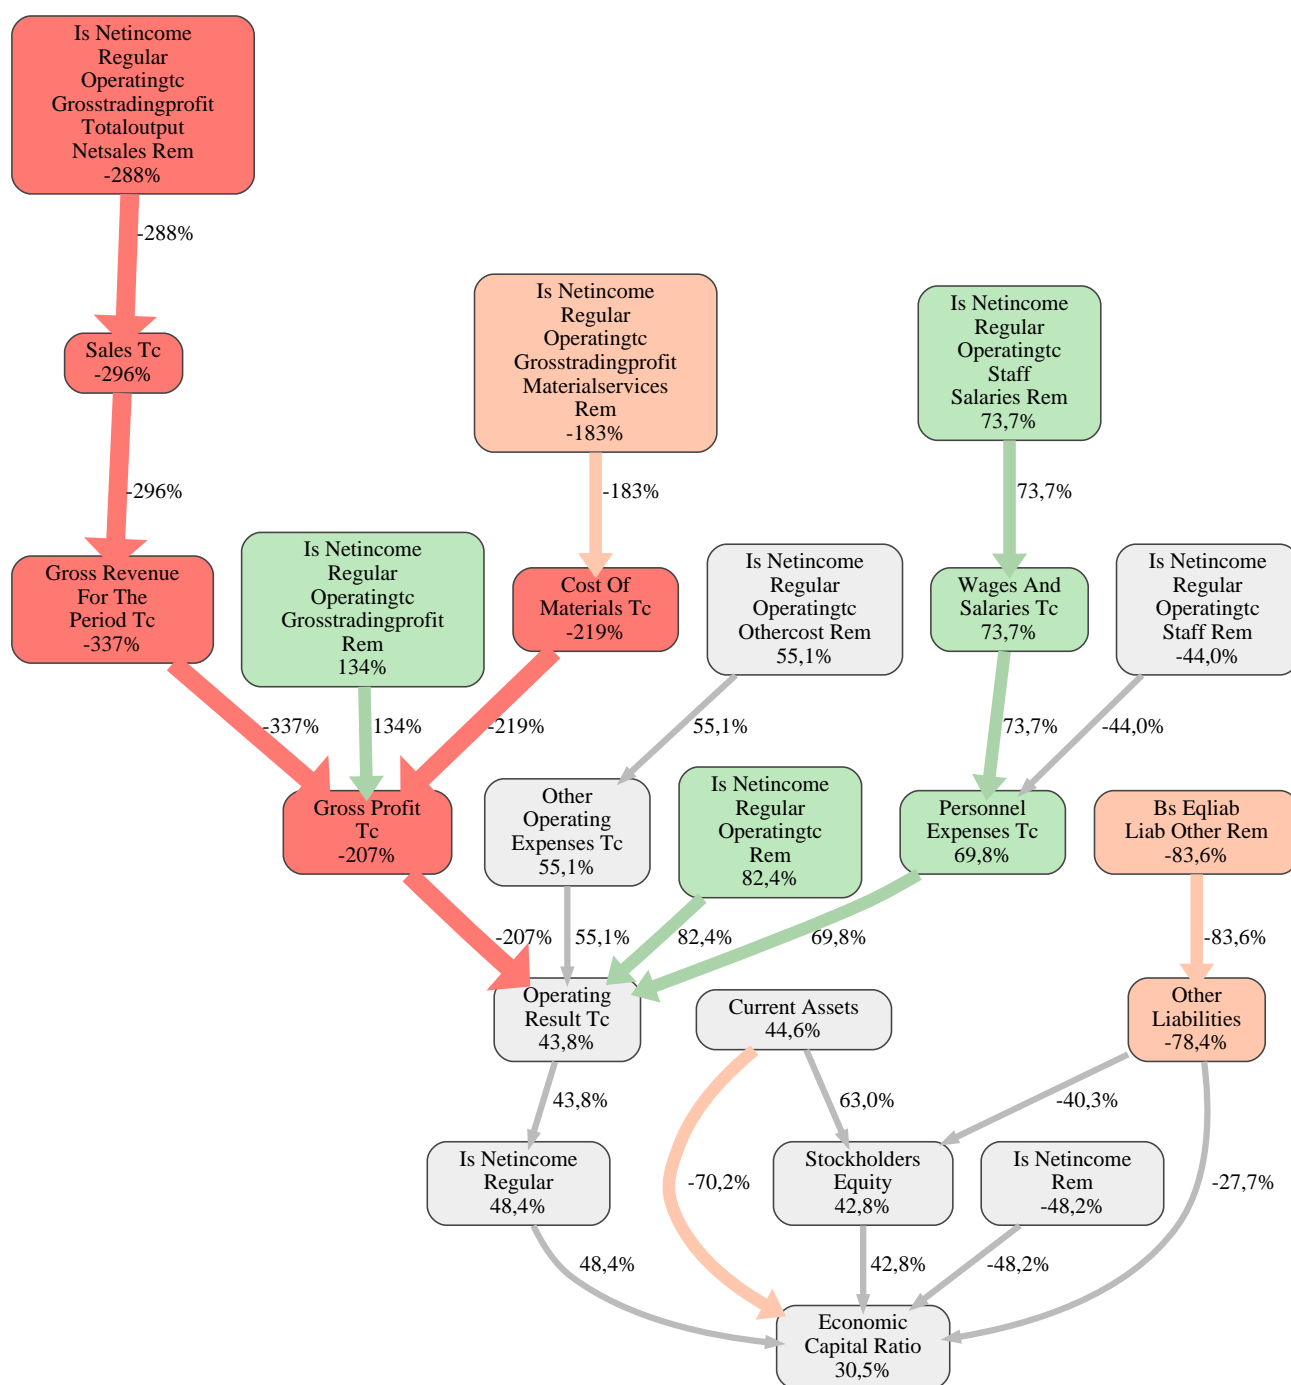 Is Netincome
Regular
Operatingtc
Grosstradingprofit
Totaloutput
Netsales Rem
-288%
-288%
Sales Tc
-296%
-296%
Is Netincome
Regular
Operatingtc
Grosstradingprofit
Materialservices
Rem
-183%
-183%
Is Netincome
Regular
Operatingtc
Staff
Salaries Rem
73,7%
73,7%
Gross Revenue
For The
Period Tc
-337%
-337%
Is Netincome
Regular
Operatingtc
Grosstradingprofit
Rem
134%
134%
Cost Of
Materials Tc
-219%
-219%
Is Netincome
Regular
Operatingtc
Othercost Rem
55,1%
55,1%
Wages And
Salaries Tc
73,7%
73,7%
Is Netincome
Regular
Operatingtc
Staff Rem
-44,0%
-44,0%
Gross Profit
Tc
-207%
-207%
Other
Operating
Expenses Tc
55,1%
55,1%
Is Netincome
Regular
Operatingtc
Rem
82,4%
82,4%
Personnel
Expenses Tc
69,8%
69,8%
Bs Eqliab
Liab Other Rem
-83,6%
-83,6%
Operating
Result Tc
43,8%
43,8%
Current Assets
44,6%
63,0%
-70,2%
Other
Liabilities
-78,4%
-40,3%
-27,7%
Is Netincome
Regular
48,4%
48,4%
Stockholders
Equity
42,8%
42,8%
Is Netincome
Rem
-48,2%
-48,2%
Economic
Capital Ratio
30,5%